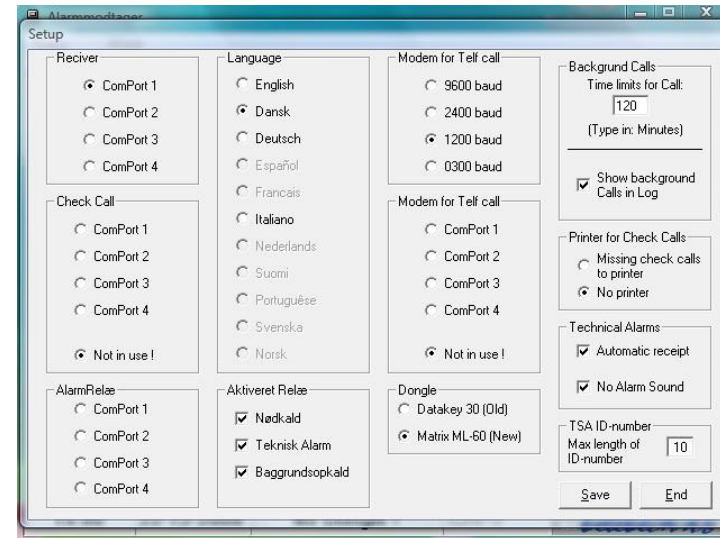 Alarmmodtager
Setup
Reciver
ComPort 1
ComPort 2
ComPort 3
ComPort 4
Check Call
ComPort 1
ComPort 2
ComPort 3
ComPort 4
Not in use !
AlarmRelæ
ComPort 1
ComPort 2
ComPort 3
ComPort 4
Language
English
Dansk
Deutsch
Español
Francais
Italiano
Nederlands
Suomi
Portuguêse
Svenska
Norsk
Aktiveret Relæ
Nødkald
Teknisk Alarm
Baggrundsopkald
Modem for Telf call
9600 baud
2400 baud
1200 baud
0300 baud
Modem for Telf call
ComPort 1
ComPort 2
ComPort 3
ComPort 4
Not in use !
Dongle
Datakey 30 (Old)
Matrix ML-60 (New)
Backgrund Calls
Time limits for Call:
120
(Type in: Minutes)
Show background
Calls in Log
Printer for Check Calls
Missing check calls
to printer
No printer
Technical Alarms
Automatic receipt
No Alarm Sound
TSA ID-number
Max length of
ID-number
10
Save
End